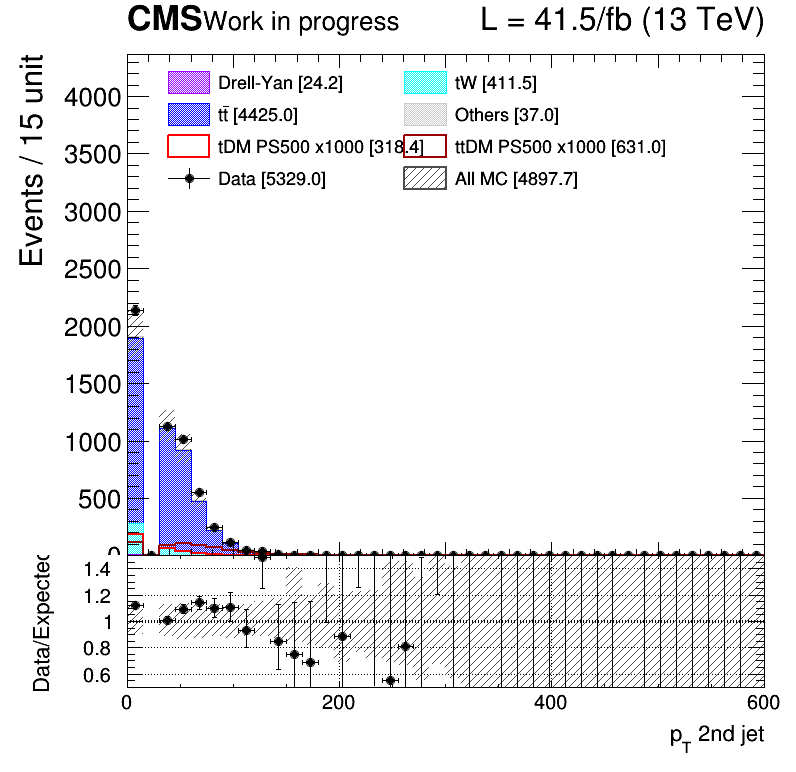 CMS Work in progress L = 41.5/fb (13 TeV)
Events / 15 unit
4000
3500
3000
2500
2000
1500
1000
500
0
Drell-Yan [24.2]
tW [411.5]
tt̄ [4425.0]
Others [37.0]
tDM PS500 x1000 [318.4]
ttDM PS500 x1000 [631.0]
Data [5329.0]
All MC [4897.7]
Data/Expected
1.4
1.2
1
0.8
0.6
0 200 400 600
p_T 2nd jet